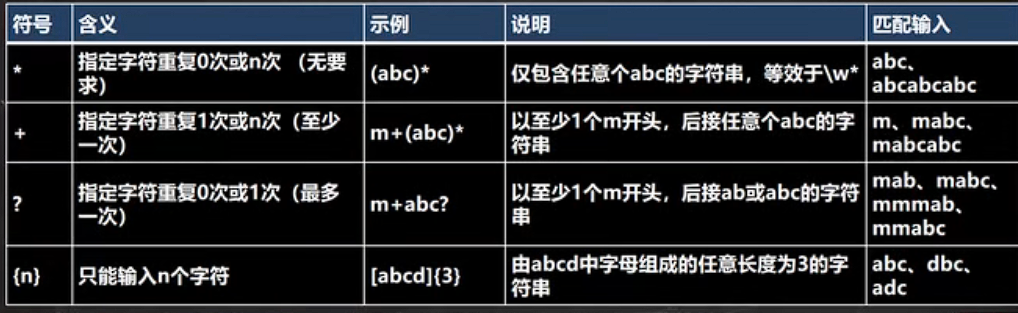 符号 含义 示例 说明 匹配输入
* 指定字符重复0次或n次 （无要求） (abc)* 仅包含任意个abc的字符串，等效于\w* abc、abcabcabc
+ 指定字符重复1次或n次（至少一次） m+(abc)* 以至少1个m开头，后接任意个abc的字符串 m、mabc、mabcabc
? 指定字符重复0次或1次（最多一次） m+abc? 以至少1个m开头，后接ab或abc的字符串 mab、mabc、mmmab、mmabc
{n} 只能输入n个字符 [abcd]{3} 由abcd中字母组成的任意长度为3的字符串 abc、dbc、adc